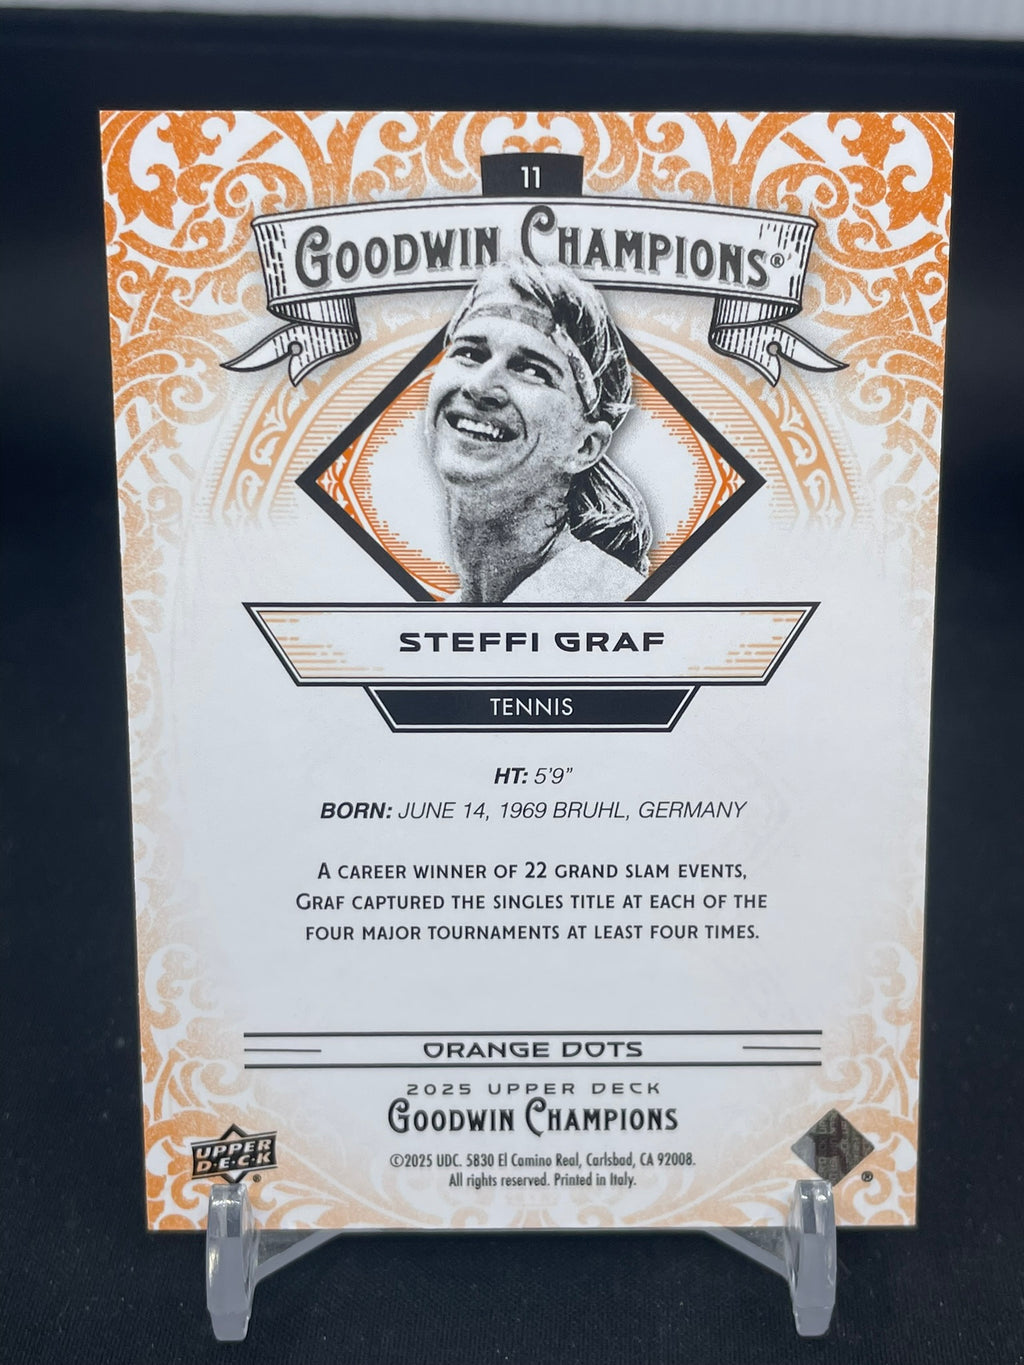 11
GOODWIN CHAMPIONS®
STEFFI GRAF
TENNIS
HT: 5'9"
BORN: JUNE 14, 1969 BRUHL, GERMANY
A CAREER WINNER OF 22 GRAND SLAM EVENTS,
GRAF CAPTURED THE SINGLES TITLE AT EACH OF THE
FOUR MAJOR TOURNAMENTS AT LEAST FOUR TIMES.
ORANGE DOTS
2025 UPPER DECK
GOODWIN CHAMPIONS
UPPER
D·E·C·K
®
©2025 UDC. 5830 El Camino Real, Carlsbad, CA 92008.
All rights reserved. Printed in Italy.
®